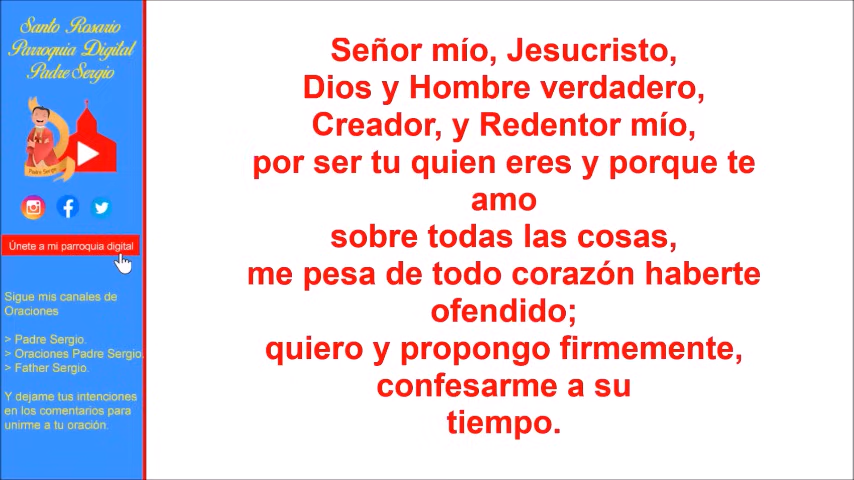 Santo Rosario
Parroquia Digital
Padre Sergio
Padre Sergio
Únete a mi parroquia digital
Sigue mis canales de
Oraciones
> Padre Sergio.
> Oraciones Padre Sergio.
> Father Sergio.
Y dejame tus intenciones
en los comentarios para
unirme a tu oración.
Señor mío, Jesucristo,
Dios y Hombre verdadero,
Creador, y Redentor mío,
por ser tu quien eres y porque te
amo
sobre todas las cosas,
me pesa de todo corazón haberte
ofendido;
quiero y propongo firmemente,
confesarme a su
tiempo.